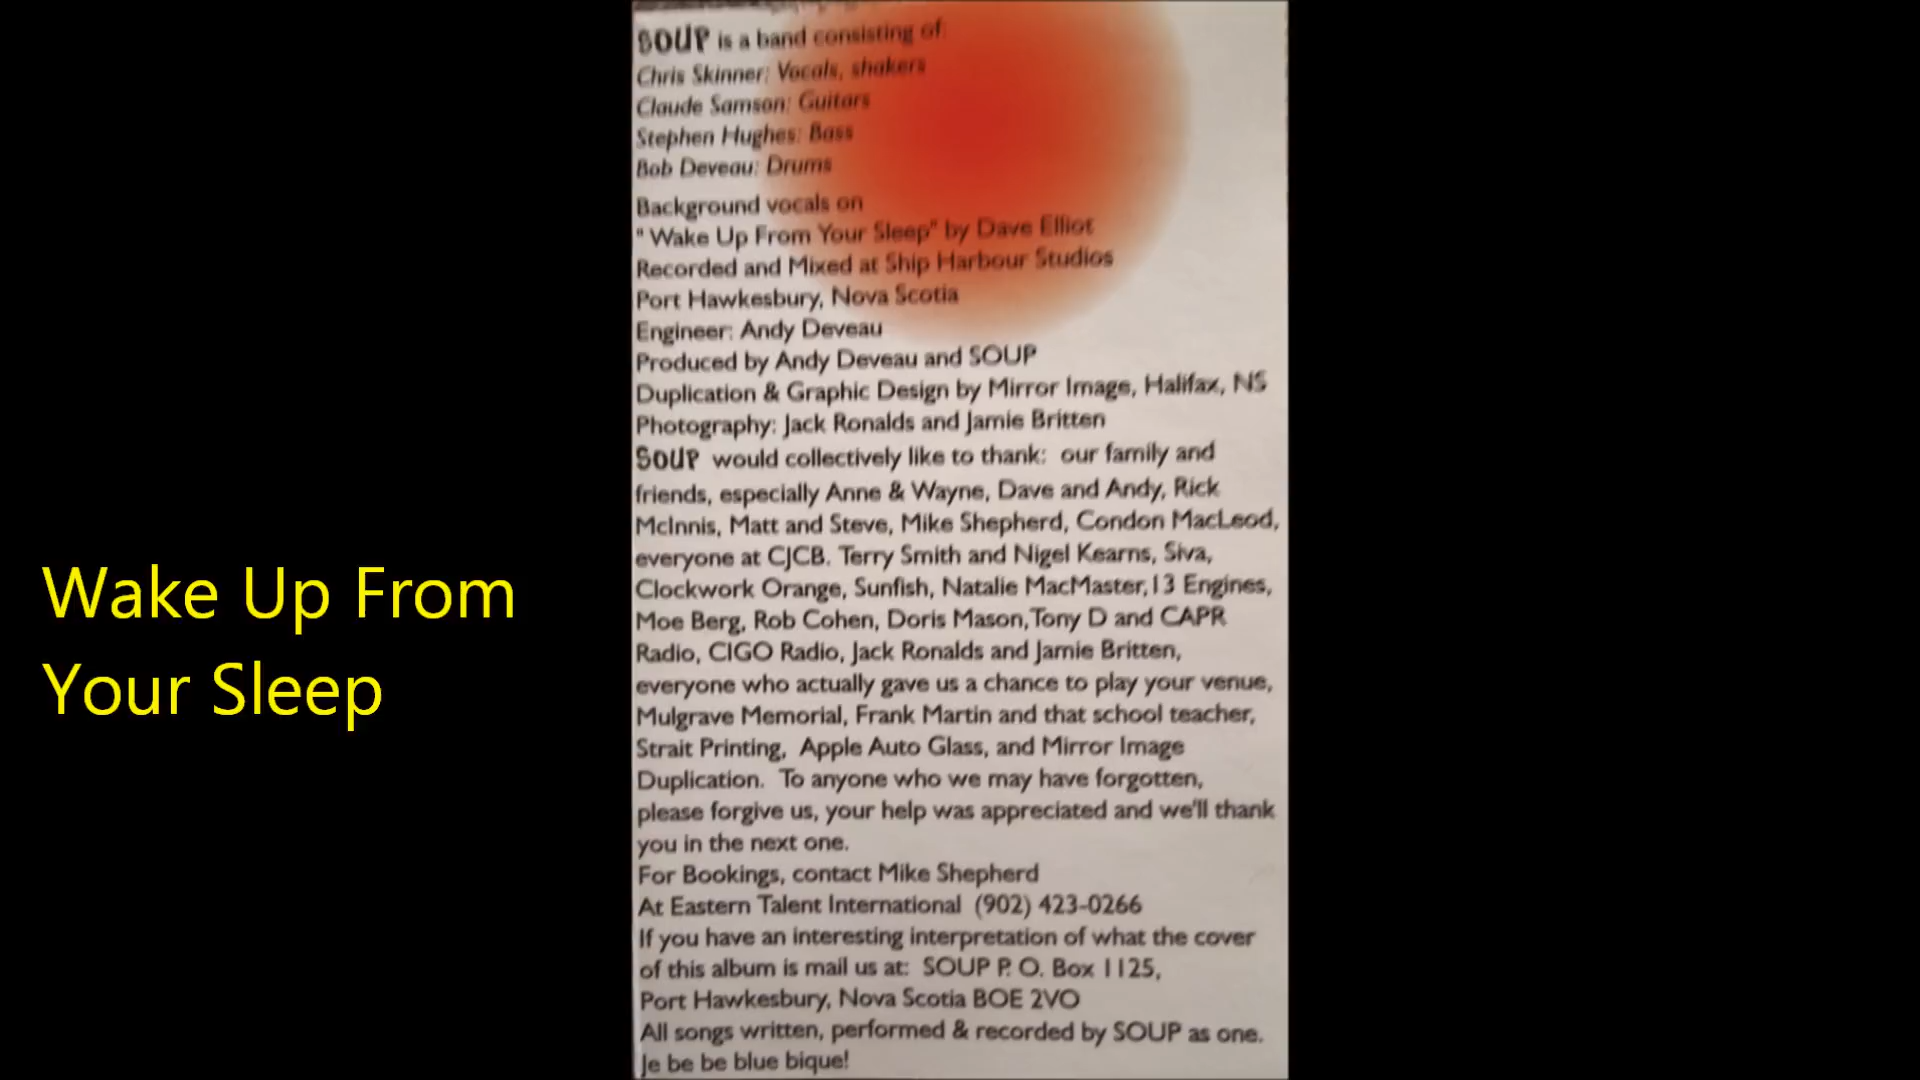 SOUP is a band consisting of:
Chris Skinner: Vocals, shakers
Claude Samson: Guitars
Stephen Hughes: Bass
Bob Deveau: Drums
Background vocals on
" Wake Up From Your Sleep" by Dave Elliot
Recorded and Mixed at Ship Harbour Studios
Port Hawkesbury, Nova Scotia
Engineer: Andy Deveau
Produced by Andy Deveau and SOUP
Duplication & Graphic Design by Mirror Image, Halifax, NS
Photography: Jack Ronalds and Jamie Britten
SOUP would collectively like to thank: our family and
friends, especially Anne & Wayne, Dave and Andy, Rick
McInnis, Matt and Steve, Mike Shepherd, Condon MacLeod,
everyone at CJCB. Terry Smith and Nigel Kearns, Siva,
Clockwork Orange, Sunfish, Natalie MacMaster, 13 Engines,
Moe Berg, Rob Cohen, Doris Mason, Tony D and CAPR
Radio, CIGO Radio, Jack Ronalds and Jamie Britten,
everyone who actually gave us a chance to play your venue,
Mulgrave Memorial, Frank Martin and that school teacher,
Strait Printing, Apple Auto Glass, and Mirror Image
Duplication. To anyone who we may have forgotten,
please forgive us, your help was appreciated and we'll thank
you in the next one.
For Bookings, contact Mike Shepherd
At Eastern Talent International (902) 423-0266
If you have an interesting interpretation of what the cover
of this album is mail us at: SOUP P. O. Box 1125,
Port Hawkesbury, Nova Scotia BOE 2VO
All songs written, performed & recorded by SOUP as one.
Je be be blue bique!
Wake Up From
Your Sleep